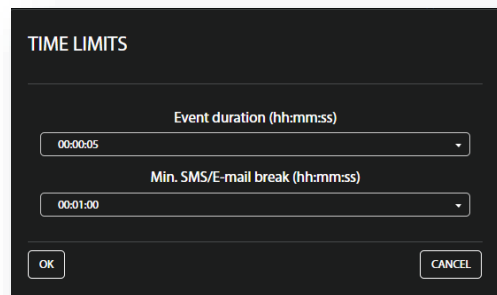 TIME LIMITS
Event duration (hh:mm:ss)
00:00:05
Min. SMS/E-mail break (hh:mm:ss)
00:01:00
OK CANCEL